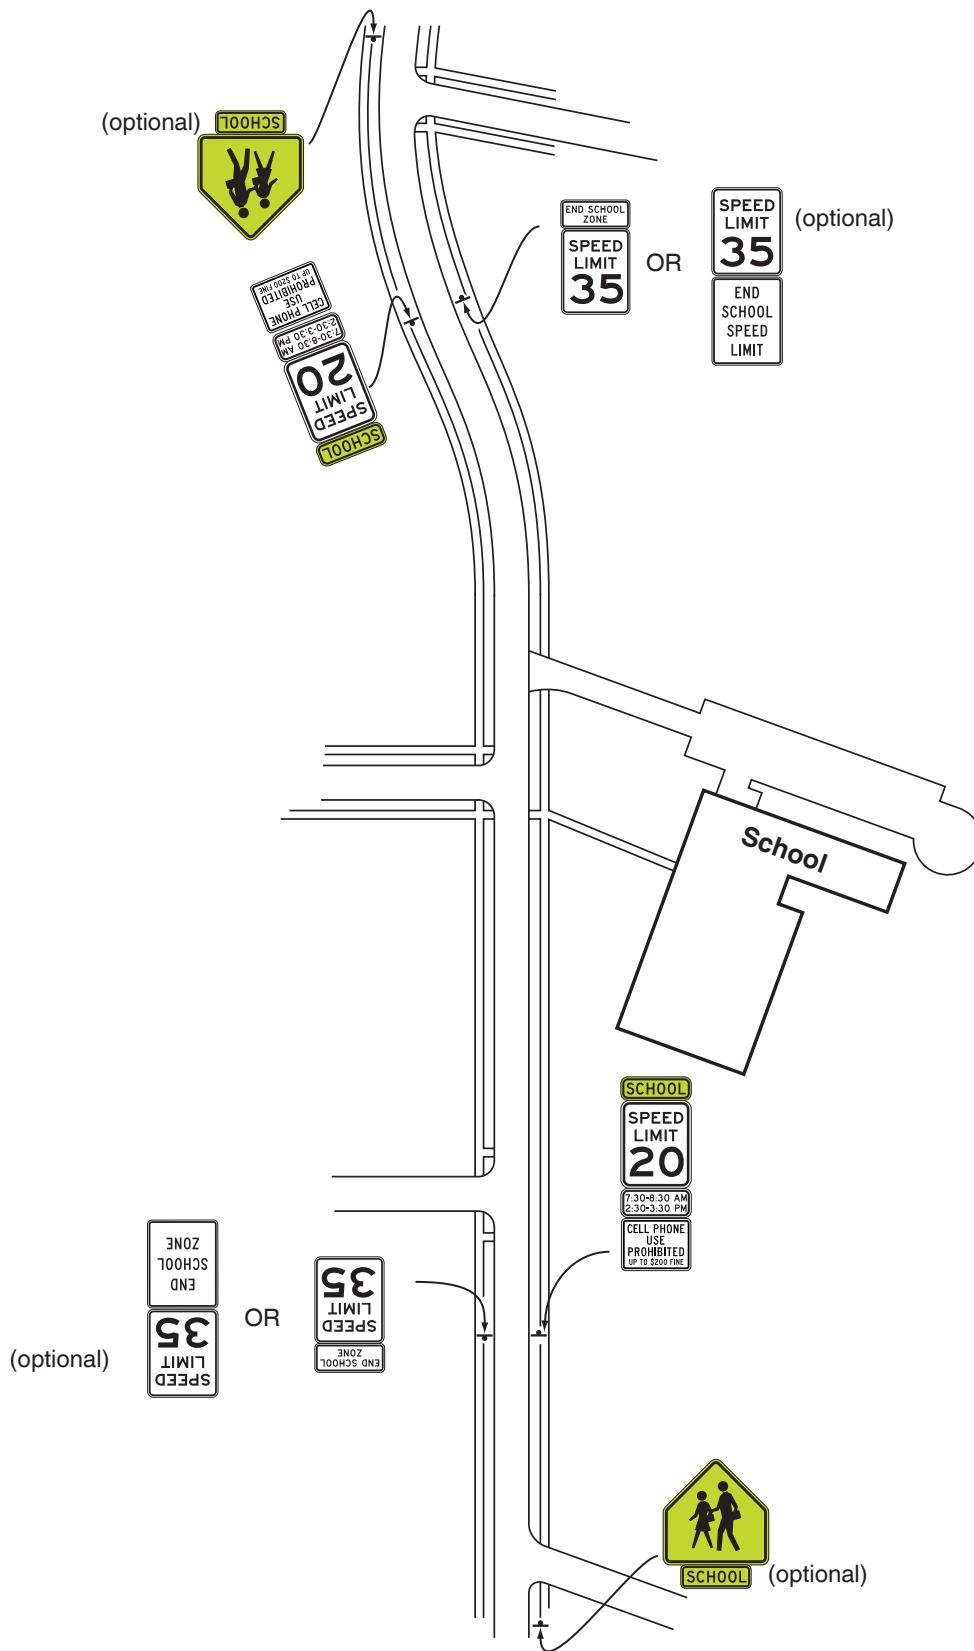 (optional)
SCHOOL
END SCHOOL
ZONE
SPEED
LIMIT
35
OR
SPEED
LIMIT
35
(optional)
END
SCHOOL
SPEED
LIMIT
SCHOOL
SPEED
LIMIT
20
7:30-8:30 AM
2:30-3:30 PM
CELL PHONE
USE
PROHIBITED
UP TO $200 FINE
School
SCHOOL
SPEED
LIMIT
20
7:30-8:30 AM
2:30-3:30 PM
CELL PHONE
USE
PROHIBITED
UP TO $200 FINE
(optional)
SPEED
LIMIT
35
END
SCHOOL
ZONE
OR
END SCHOOL
ZONE
SPEED
LIMIT
35
SCHOOL
(optional)